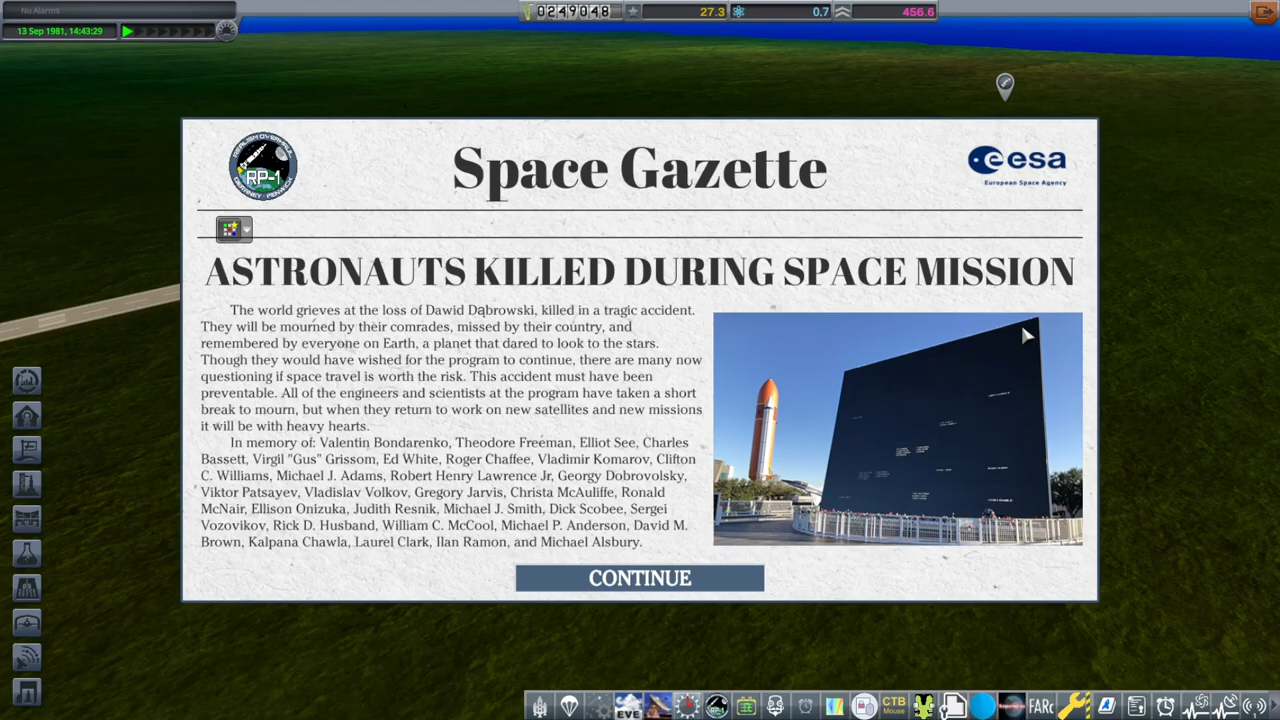 No Alarms
0249048
27.3
0.7
456.6
13 Sep 1981, 14:43:29
REALISM OVERHAUL
RP-1
esa
European Space Agency
Space Gazette
ASTRONAUTS KILLED DURING SPACE MISSION
The world grieves at the loss of Dawid Dąbrowski, killed in a tragic accident.
They will be mourned by their comrades, missed by their country, and
remembered by everyone on Earth, a planet that dared to look to the stars.
Though they would have wished for the program to continue, there are many now
questioning if space travel is worth the risk. This accident must have been
preventable. All of the engineers and scientists at the program have taken a short
break to mourn, but when they return to work on new satellites and new missions
it will be with heavy hearts.
In memory of: Valentin Bondarenko, Theodore Freeman, Elliot See, Charles
Bassett, Virgil "Gus" Grissom, Ed White, Roger Chaffee, Vladimir Komarov, Clifton
C. Williams, Michael J. Adams, Robert Henry Lawrence Jr, Georgy Dobrovolsky,
Viktor Patsayev, Vladislav Volkov, Gregory Jarvis, Christa McAuliffe, Ronald
McNair, Ellison Onizuka, Judith Resnik, Michael J. Smith, Dick Scobee, Sergei
Vozovikov, Rick D. Husband, William C. McCool, Michael P. Anderson, David M.
Brown, Kalpana Chawla, Laurel Clark, Ilan Ramon, and Michael Alsbury.
CONTINUE
EVE
RP-1
CTB
Mouse
FARc